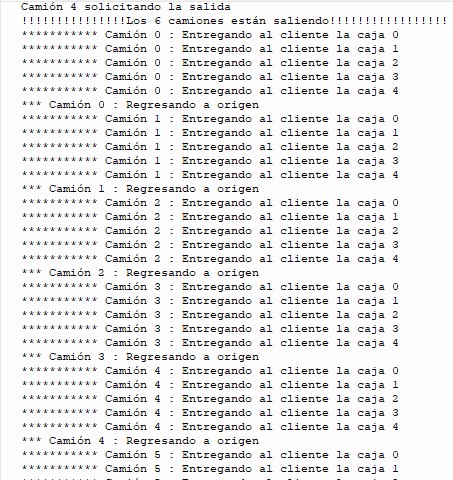 Camión 4 solicitando la salida
!!!!!!!!!!!!!!!Los 6 camiones están saliendo!!!!!!!!!!!!!!!!!
*********** Camión 0 : Entregando al cliente la caja 0
*********** Camión 0 : Entregando al cliente la caja 1
*********** Camión 0 : Entregando al cliente la caja 2
*********** Camión 0 : Entregando al cliente la caja 3
*********** Camión 0 : Entregando al cliente la caja 4
*** Camión 0 : Regresando a origen
*********** Camión 1 : Entregando al cliente la caja 0
*********** Camión 1 : Entregando al cliente la caja 1
*********** Camión 1 : Entregando al cliente la caja 2
*********** Camión 1 : Entregando al cliente la caja 3
*********** Camión 1 : Entregando al cliente la caja 4
*** Camión 1 : Regresando a origen
*********** Camión 2 : Entregando al cliente la caja 0
*********** Camión 2 : Entregando al cliente la caja 1
*********** Camión 2 : Entregando al cliente la caja 2
*********** Camión 2 : Entregando al cliente la caja 3
*********** Camión 2 : Entregando al cliente la caja 4
*** Camión 2 : Regresando a origen
*********** Camión 3 : Entregando al cliente la caja 0
*********** Camión 3 : Entregando al cliente la caja 1
*********** Camión 3 : Entregando al cliente la caja 2
*********** Camión 3 : Entregando al cliente la caja 3
*********** Camión 3 : Entregando al cliente la caja 4
*** Camión 3 : Regresando a origen
*********** Camión 4 : Entregando al cliente la caja 0
*********** Camión 4 : Entregando al cliente la caja 1
*********** Camión 4 : Entregando al cliente la caja 2
*********** Camión 4 : Entregando al cliente la caja 3
*********** Camión 4 : Entregando al cliente la caja 4
*** Camión 4 : Regresando a origen
*********** Camión 5 : Entregando al cliente la caja 0
*********** Camión 5 : Entregando al cliente la caja 1